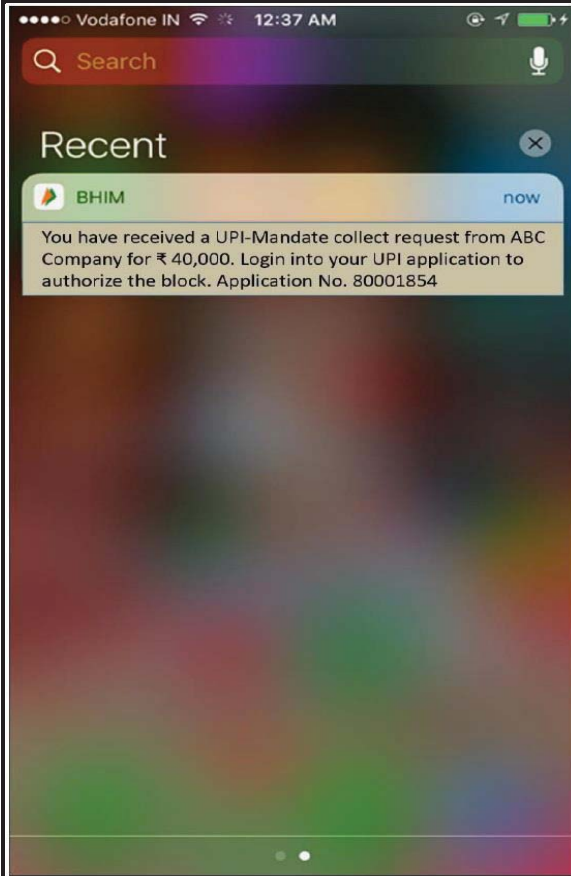 Vodafone IN 12:37 AM
Search
Recent
BHIM now
You have received a UPI-Mandate collect request from ABC
Company for ₹ 40,000. Login into your UPI application to
authorize the block. Application No. 80001854